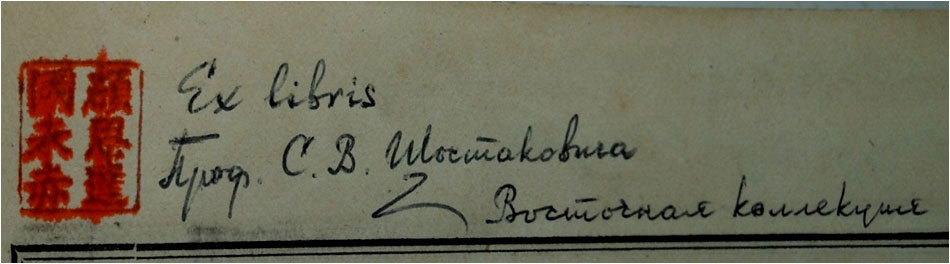 Ex libris
Проф. С. В. Шостаковича
Восточная коллекция